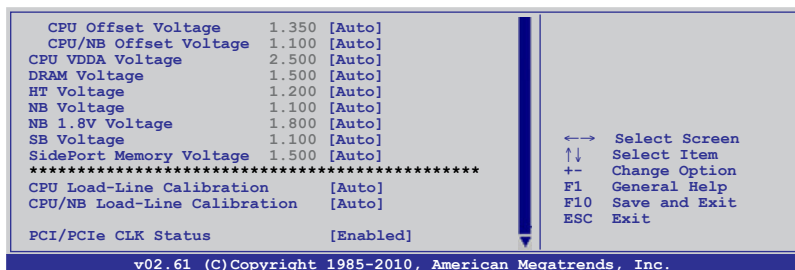 CPU Offset Voltage 1.350 [Auto]
CPU/NB Offset Voltage 1.100 [Auto]
CPU VDDA Voltage 2.500 [Auto]
DRAM Voltage 1.500 [Auto]
HT Voltage 1.200 [Auto]
NB Voltage 1.100 [Auto]
NB 1.8V Voltage 1.800 [Auto]
SB Voltage 1.100 [Auto]
SidePort Memory Voltage 1.500 [Auto]
***********************************************
CPU Load-Line Calibration [Auto]
CPU/NB Load-Line Calibration [Auto]
PCI/PCIe CLK Status [Enabled]
←→ Select Screen
↑↓ Select Item
+- Change Option
F1 General Help
F10 Save and Exit
ESC Exit
v02.61 (C)Copyright 1985-2010, American Megatrends, Inc.